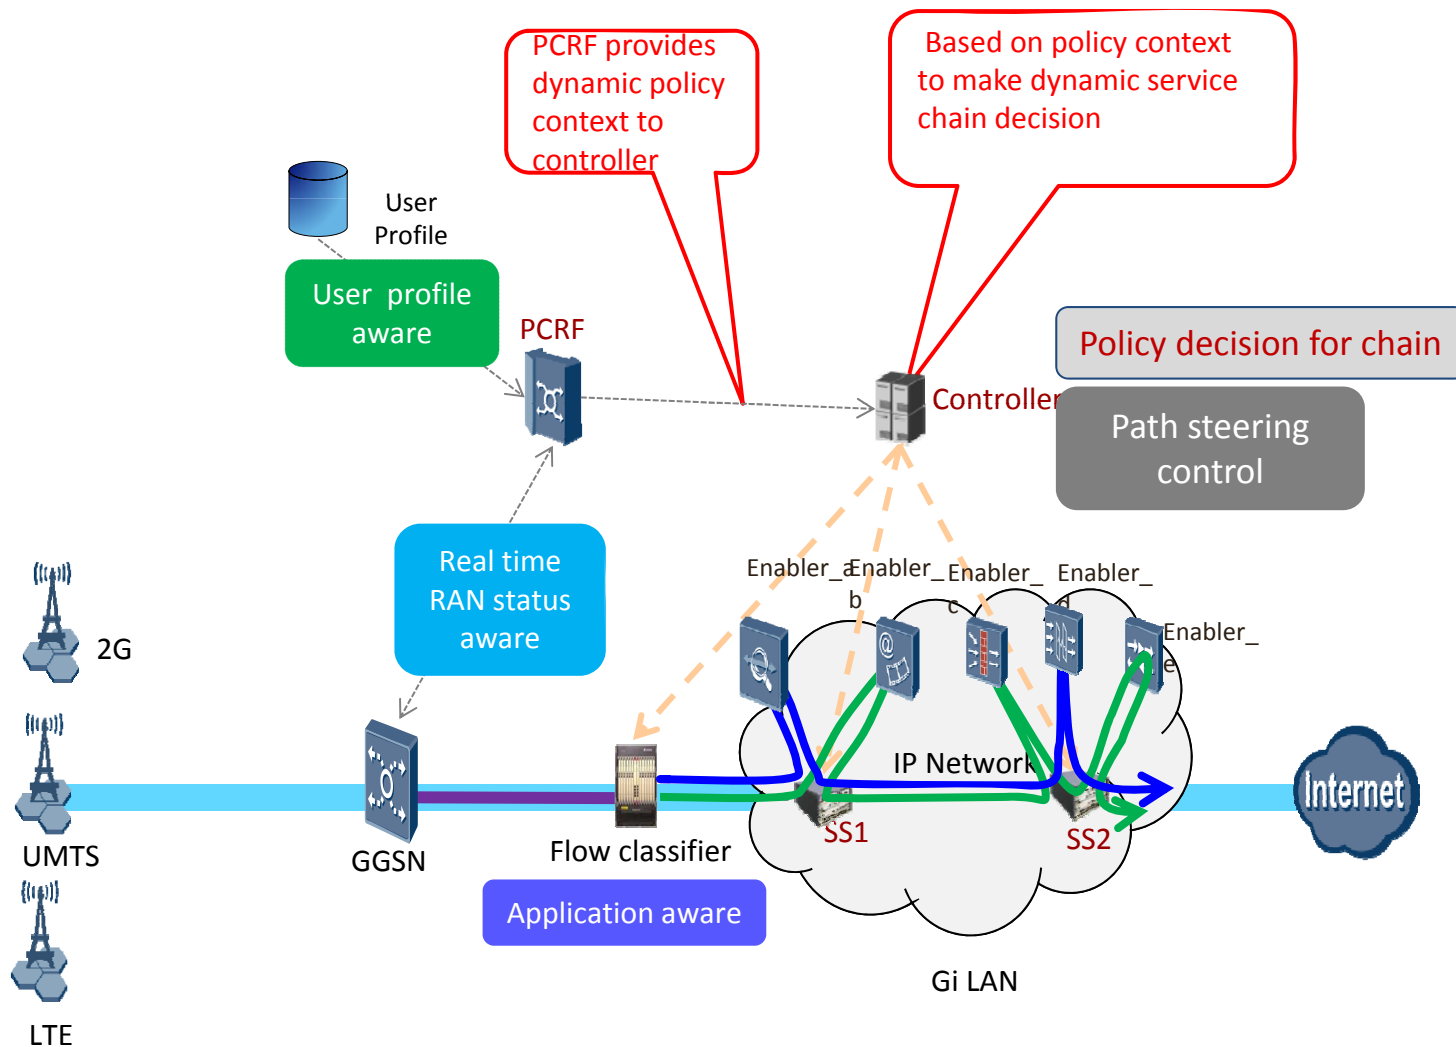 PCRF provides
dynamic policy
context to
controller
Based on policy context
to make dynamic service
chain decision
User
Profile
User profile
aware
PCRF
Policy decision for chain
Controller
Path steering
control
Real time
RAN status
aware
Enabler_a
Enabler_
b
Enabler_
c
Enabler_
d
Enabler_
e
@
2G
IP Network
Internet
UMTS
GGSN
Flow classifier
SS1
SS2
Application aware
Gi LAN
LTE